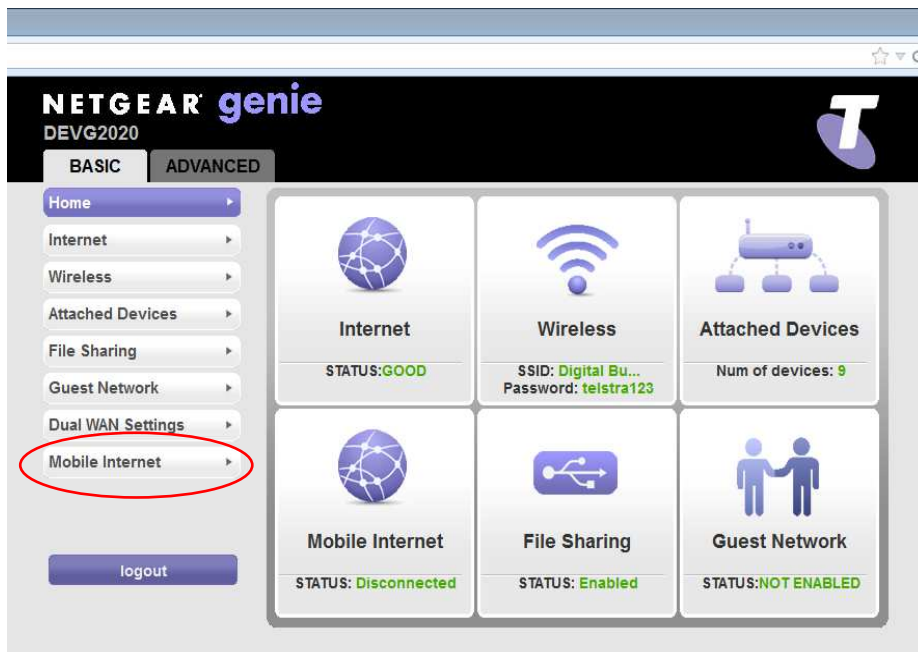 NETGEAR genie
DEVG2020
BASIC ADVANCED
Home
Internet
Wireless
Attached Devices
File Sharing
Guest Network
Dual WAN Settings
Mobile Internet
logout
Internet
STATUS:GOOD
Wireless
SSID: Digital Bu...
Password: telstra123
Attached Devices
Num of devices: 9
Mobile Internet
STATUS: Disconnected
File Sharing
STATUS: Enabled
Guest Network
STATUS:NOT ENABLED